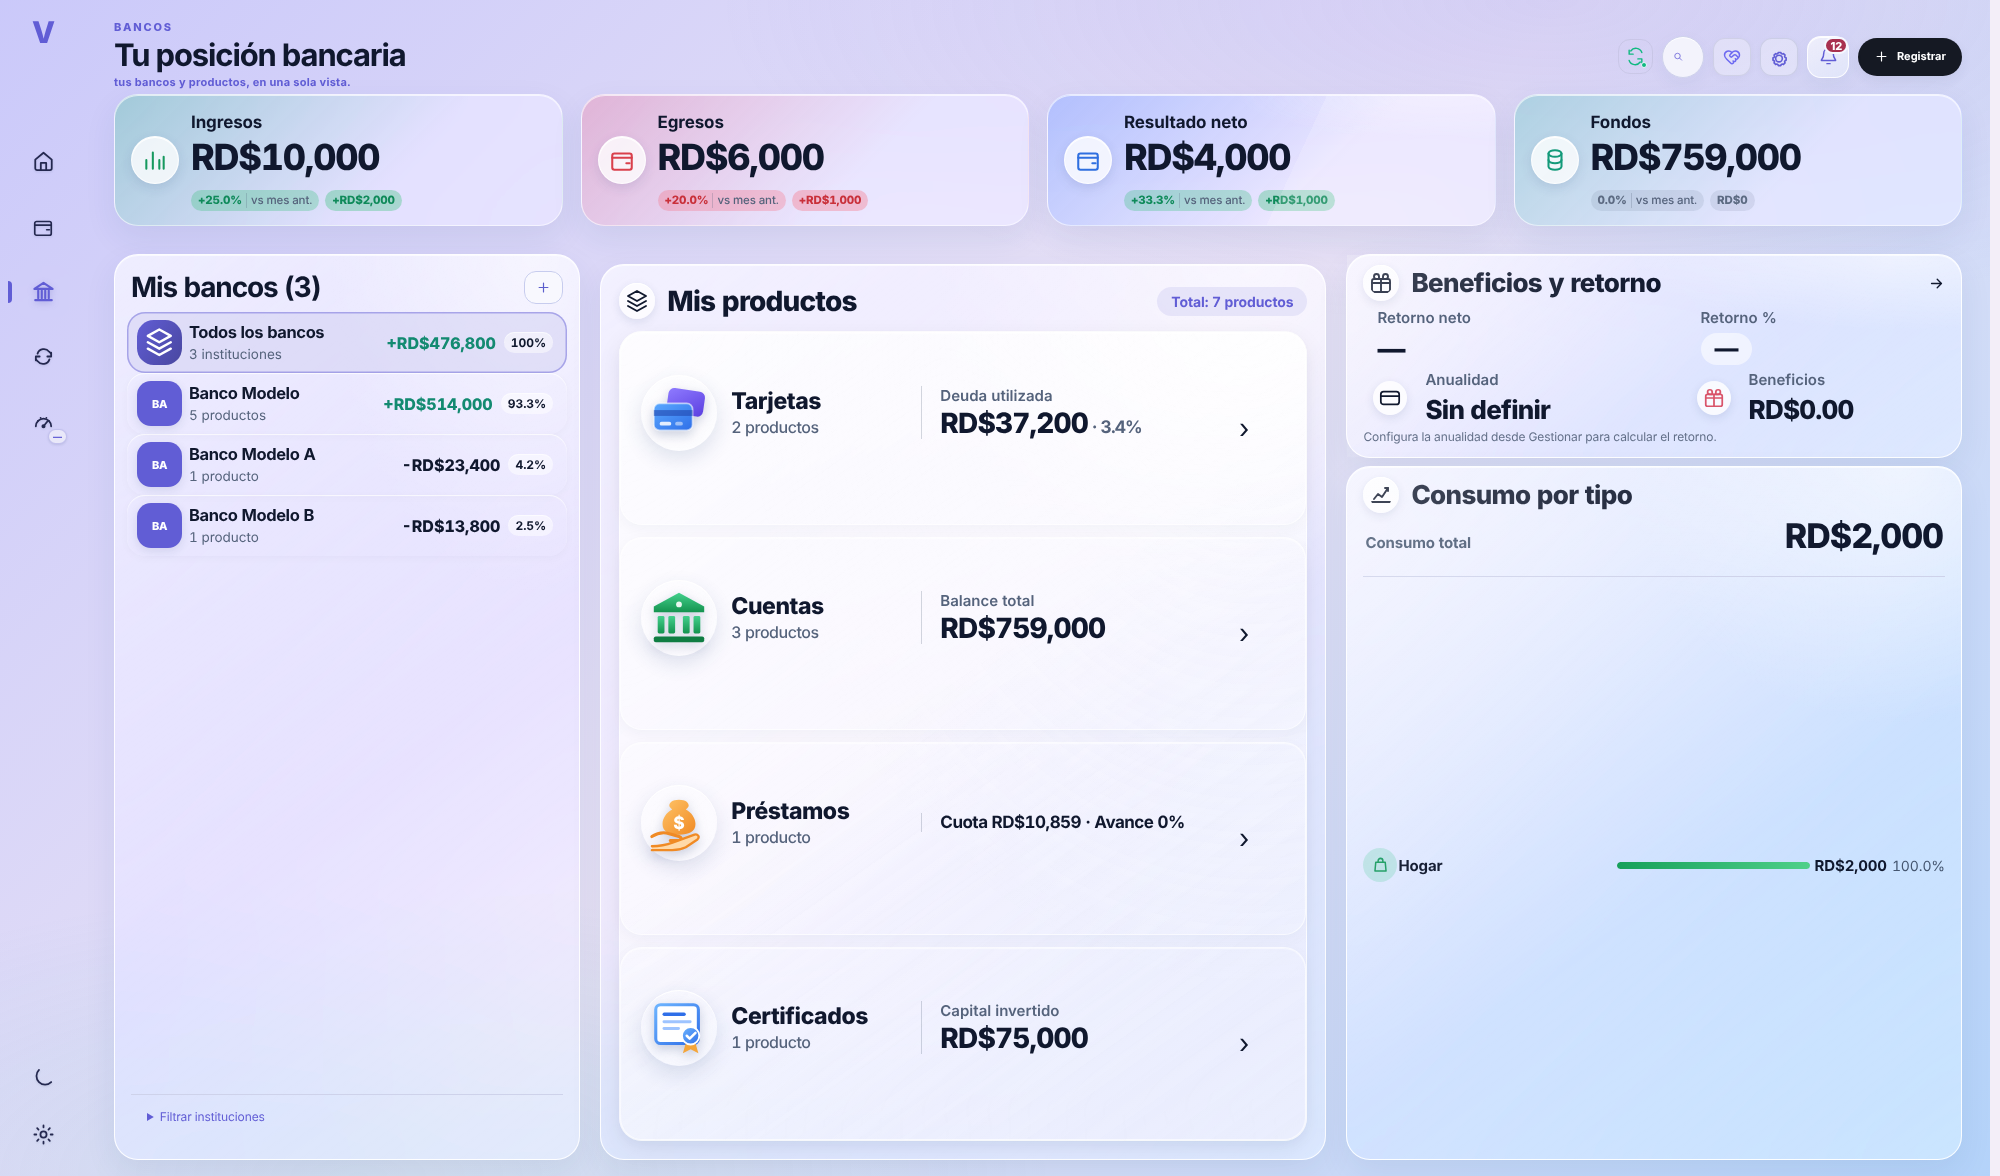 V
BANCOS
Tu posición bancaria
tus bancos y productos, en una sola vista.
12
+ Registrar
Ingresos
RD$10,000
+25.0% | vs mes ant. +RD$2,000
Egresos
RD$6,000
+20.0% | vs mes ant. +RD$1,000
Resultado neto
RD$4,000
+33.3% | vs mes ant. +RD$1,000
Fondos
RD$759,000
0.0% | vs mes ant. RD$0
Mis bancos (3)
+
Todos los bancos
3 instituciones
+RD$476,800 100%
BA
Banco Modelo
5 productos
+RD$514,000 93.3%
BA
Banco Modelo A
1 producto
-RD$23,400 4.2%
BA
Banco Modelo B
1 producto
-RD$13,800 2.5%
Filtrar instituciones
Mis productos
Total: 7 productos
Tarjetas
2 productos
Deuda utilizada
RD$37,200 · 3.4%
Cuentas
3 productos
Balance total
RD$759,000
$
Préstamos
1 producto
Cuota RD$10,859 · Avance 0%
Certificados
1 producto
Capital invertido
RD$75,000
Beneficios y retorno
Retorno neto
—
Retorno %
—
Anualidad
Sin definir
Beneficios
RD$0.00
Configura la anualidad desde Gestionar para calcular el retorno.
Consumo por tipo
Consumo total
RD$2,000
Hogar
RD$2,000 100.0%